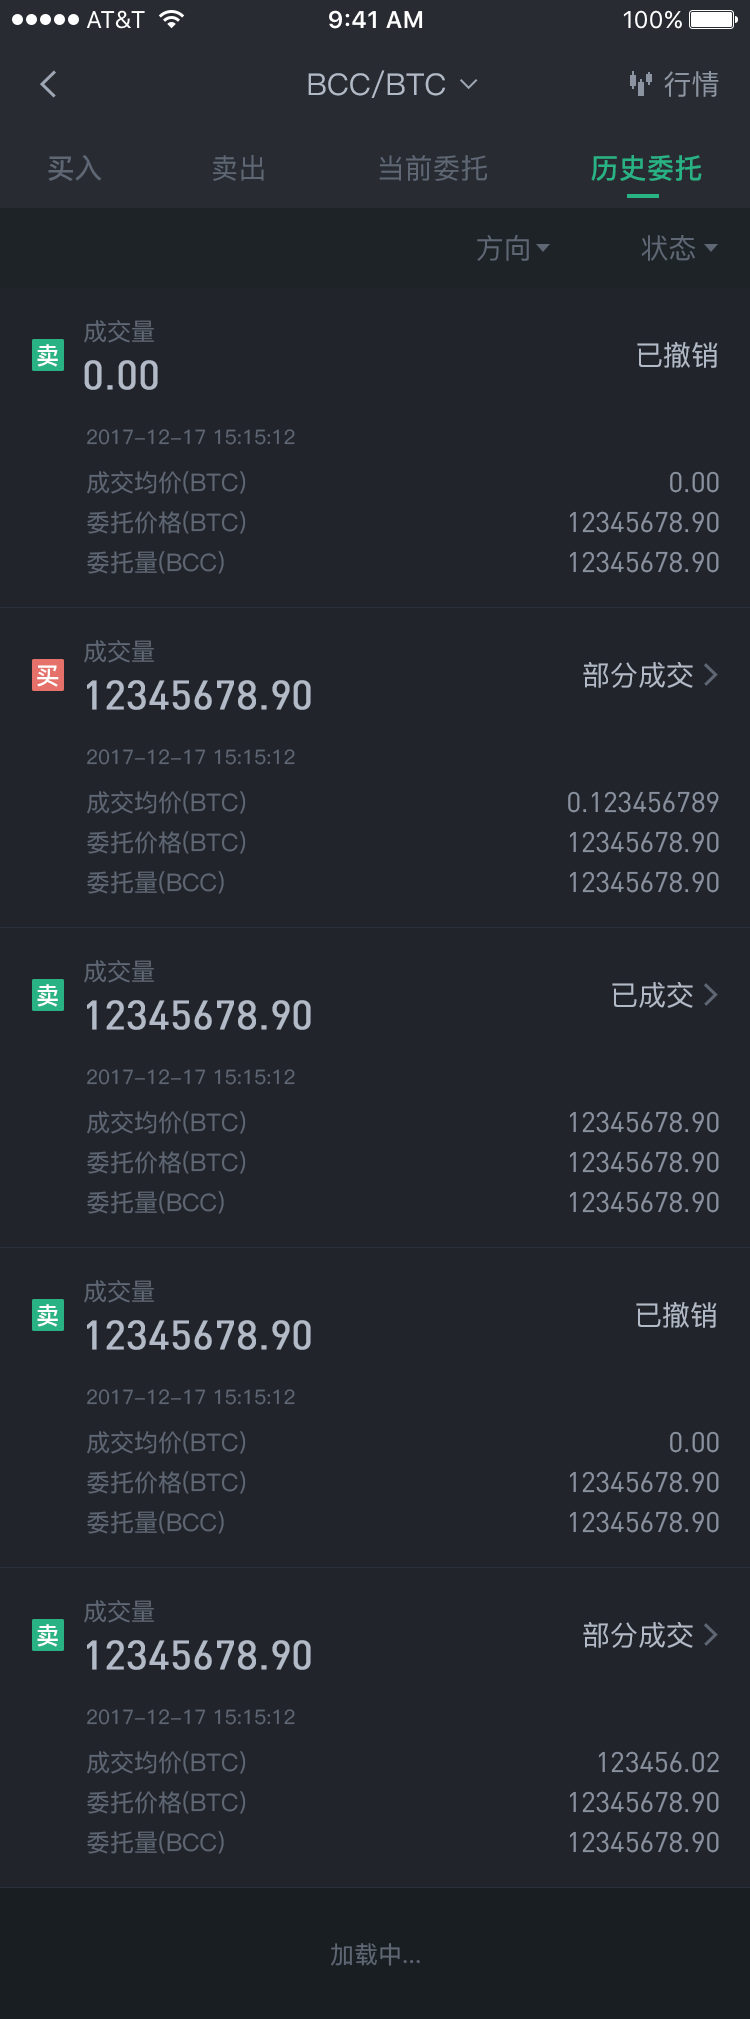 AT&T 9:41 AM 100%
BCC/BTC 行情
买入 卖出 当前委托 历史委托
方向 状态
成交量
卖 已撤销
0.00
2017-12-17 15:15:12
成交均价(BTC) 0.00
委托价格(BTC) 12345678.90
委托量(BCC) 12345678.90
成交量
买 部分成交
12345678.90
2017-12-17 15:15:12
成交均价(BTC) 0.123456789
委托价格(BTC) 12345678.90
委托量(BCC) 12345678.90
成交量
卖 已成交
12345678.90
2017-12-17 15:15:12
成交均价(BTC) 12345678.90
委托价格(BTC) 12345678.90
委托量(BCC) 12345678.90
成交量
卖 已撤销
12345678.90
2017-12-17 15:15:12
成交均价(BTC) 0.00
委托价格(BTC) 12345678.90
委托量(BCC) 12345678.90
成交量
卖 部分成交
12345678.90
2017-12-17 15:15:12
成交均价(BTC) 123456.02
委托价格(BTC) 12345678.90
委托量(BCC) 12345678.90
加载中...